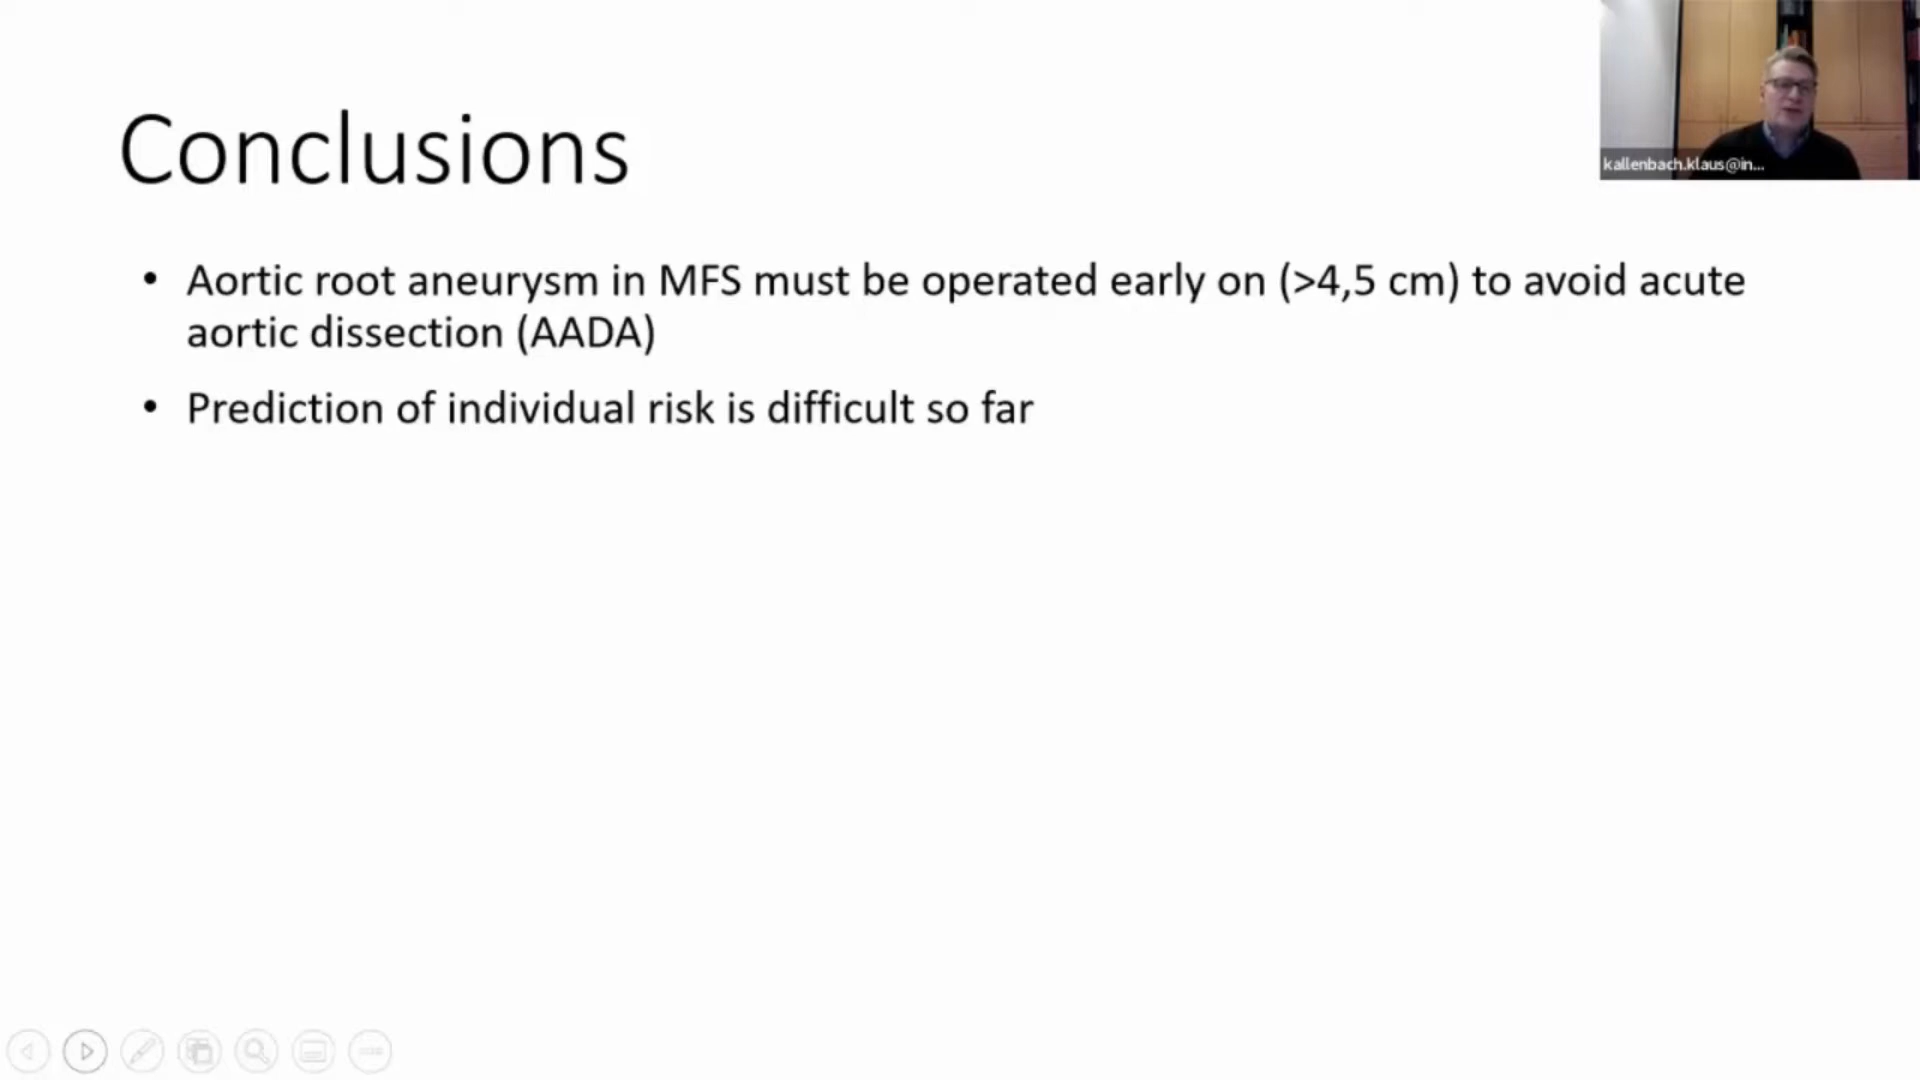 Conclusions
kallenbach.klaus@in...
• Aortic root aneurysm in MFS must be operated early on (>4,5 cm) to avoid acute
aortic dissection (AADA)
• Prediction of individual risk is difficult so far